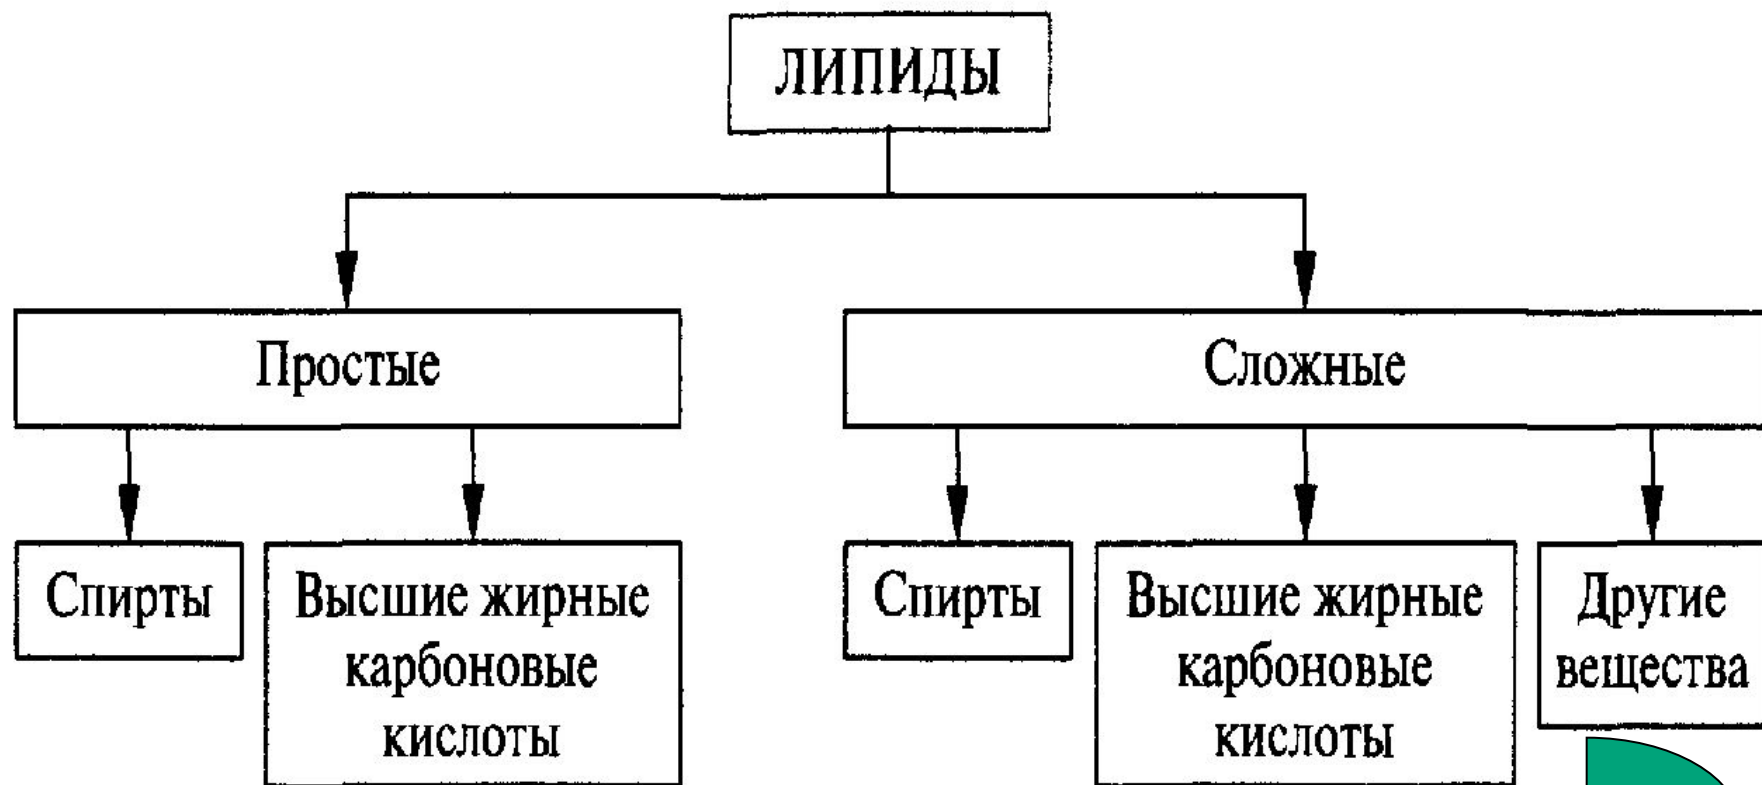 ЛИПИДЫ
Простые
Сложные
Спирты
Высшие жирные
карбоновые
кислоты
Спирты
Высшие жирные
карбоновые
кислоты
Другие
вещества